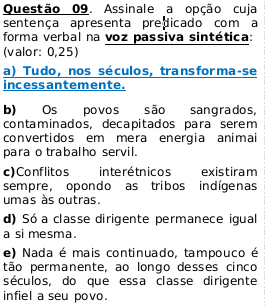 Questão 09. Assinale a opção cuja
sentença apresenta predicado com a
forma verbal na voz passiva sintética:
(valor: 0,25)
a) Tudo, nos séculos, transforma-se
incessantemente.
b) Os povos são sangrados,
contaminados, decapitados para serem
convertidos em mera energia animai
para o trabalho servil.
c)Conflitos interétnicos existiram
sempre, opondo as tribos indígenas
umas às outras.
d) Só a classe dirigente permanece igual
a si mesma.
e) Nada é mais continuado, tampouco é
tão permanente, ao longo desses cinco
séculos, do que essa classe dirigente
infiel a seu povo.